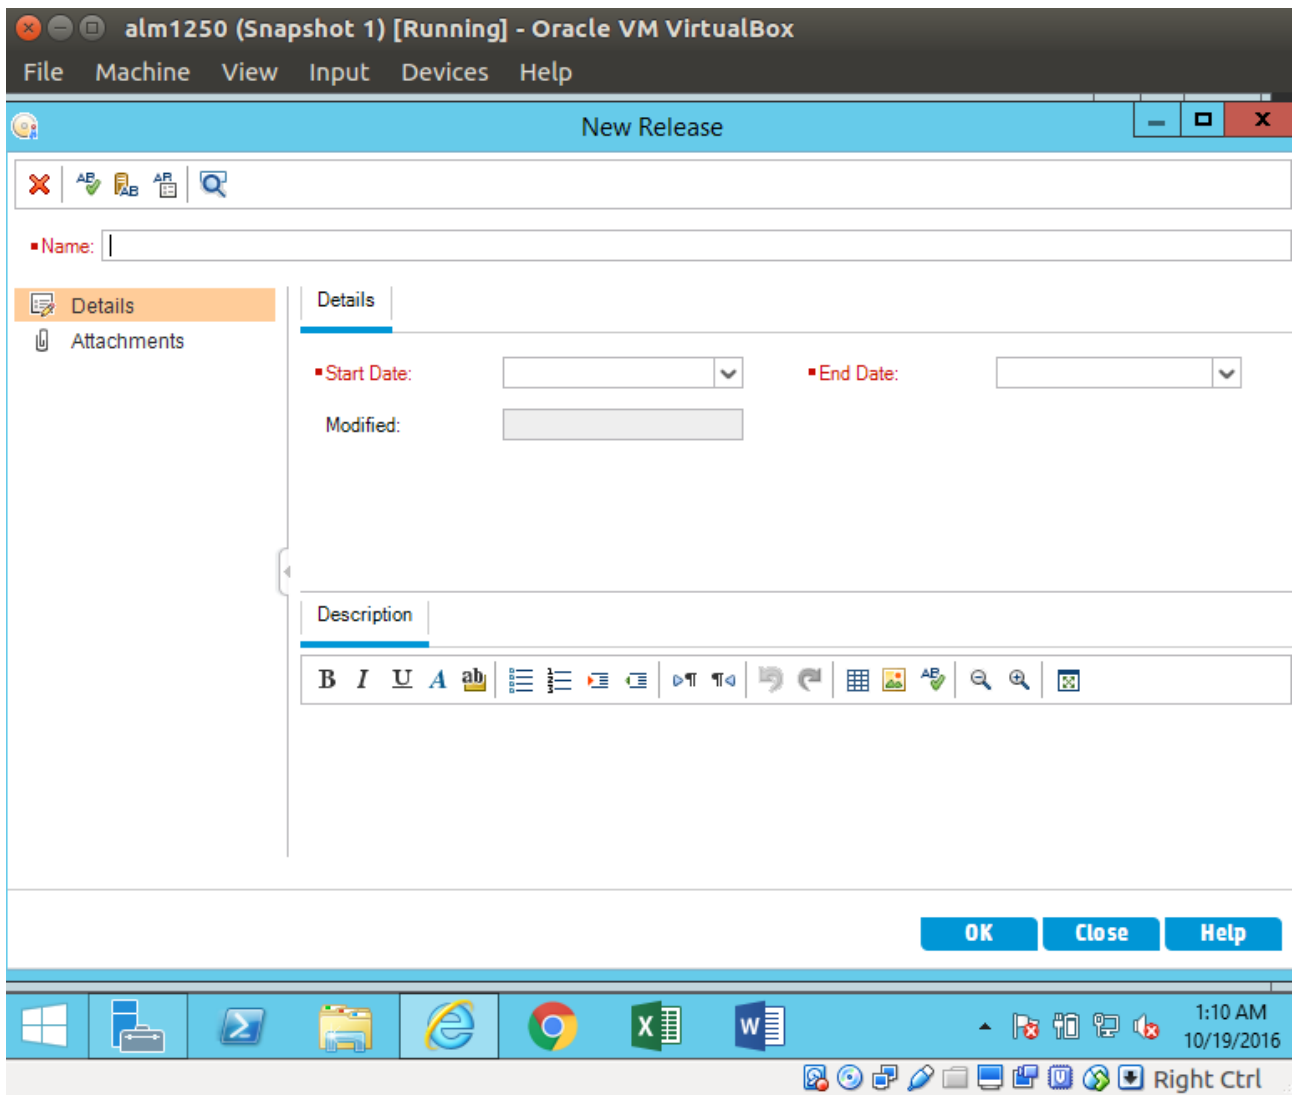 alm1250 (Snapshot 1) [Running] - Oracle VM VirtualBox
File Machine View Input Devices Help
New Release
Name:
Details
Attachments
Details
Start Date: End Date:
Modified:
Description
B I U A ab
OK Close Help
1:10 AM
10/19/2016
Right Ctrl